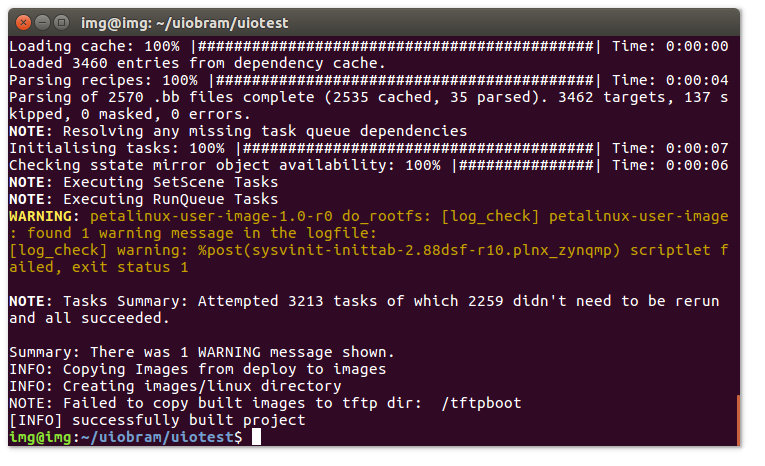 img@img: ~/uiobram/uiotest
Loading cache: 100% |############################################| Time: 0:00:00
Loaded 3460 entries from dependency cache.
Parsing recipes: 100% |##########################################| Time: 0:00:04
Parsing of 2570 .bb files complete (2535 cached, 35 parsed). 3462 targets, 137 s
kipped, 0 masked, 0 errors.
NOTE: Resolving any missing task queue dependencies
Initialising tasks: 100% |#######################################| Time: 0:00:07
Checking sstate mirror object availability: 100% |###############| Time: 0:00:06
NOTE: Executing SetScene Tasks
NOTE: Executing RunQueue Tasks
WARNING: petalinux-user-image-1.0-r0 do_rootfs: [log_check] petalinux-user-image
: found 1 warning message in the logfile:
[log_check] warning: %post(sysvinit-inittab-2.88dsf-r10.plnx_zynqmp) scriptlet f
ailed, exit status 1
NOTE: Tasks Summary: Attempted 3213 tasks of which 2259 didn't need to be rerun
and all succeeded.
Summary: There was 1 WARNING message shown.
INFO: Copying Images from deploy to images
INFO: Creating images/linux directory
NOTE: Failed to copy built images to tftp dir:  /tftpboot
[INFO] successfully built project
img@img:~/uiobram/uiotest$